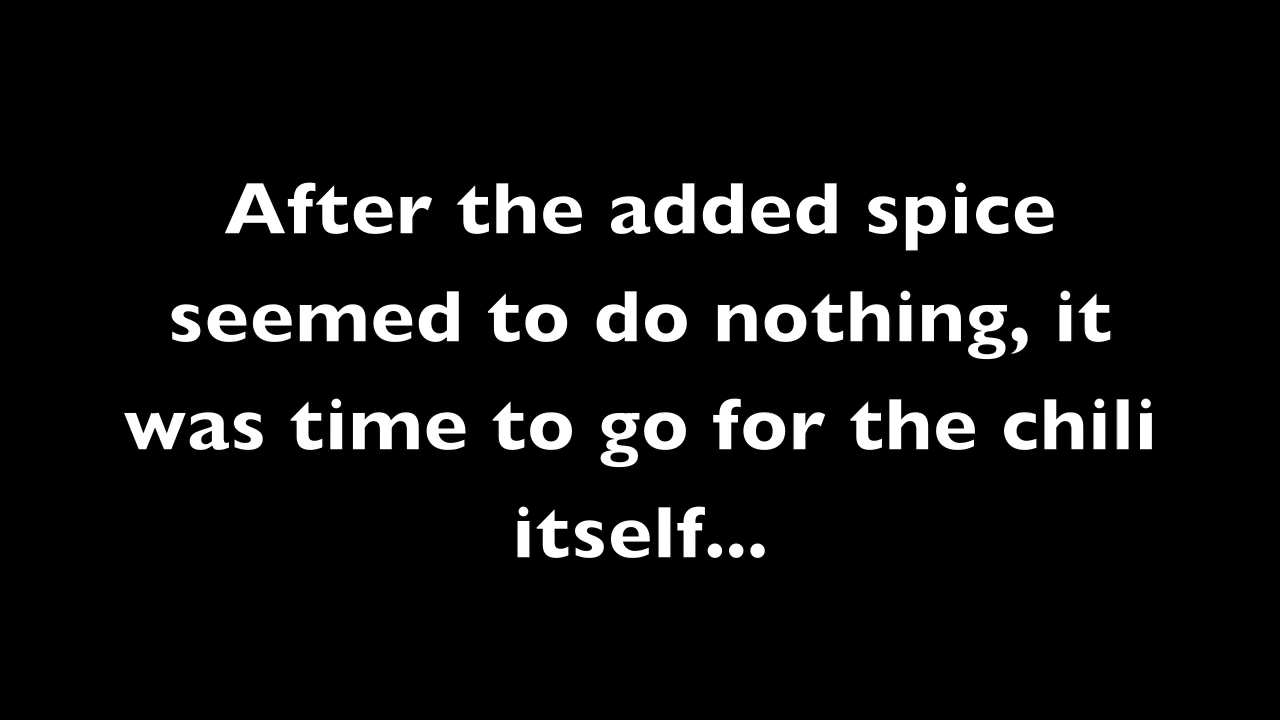 After the added spice
seemed to do nothing, it
was time to go for the chili
itself...